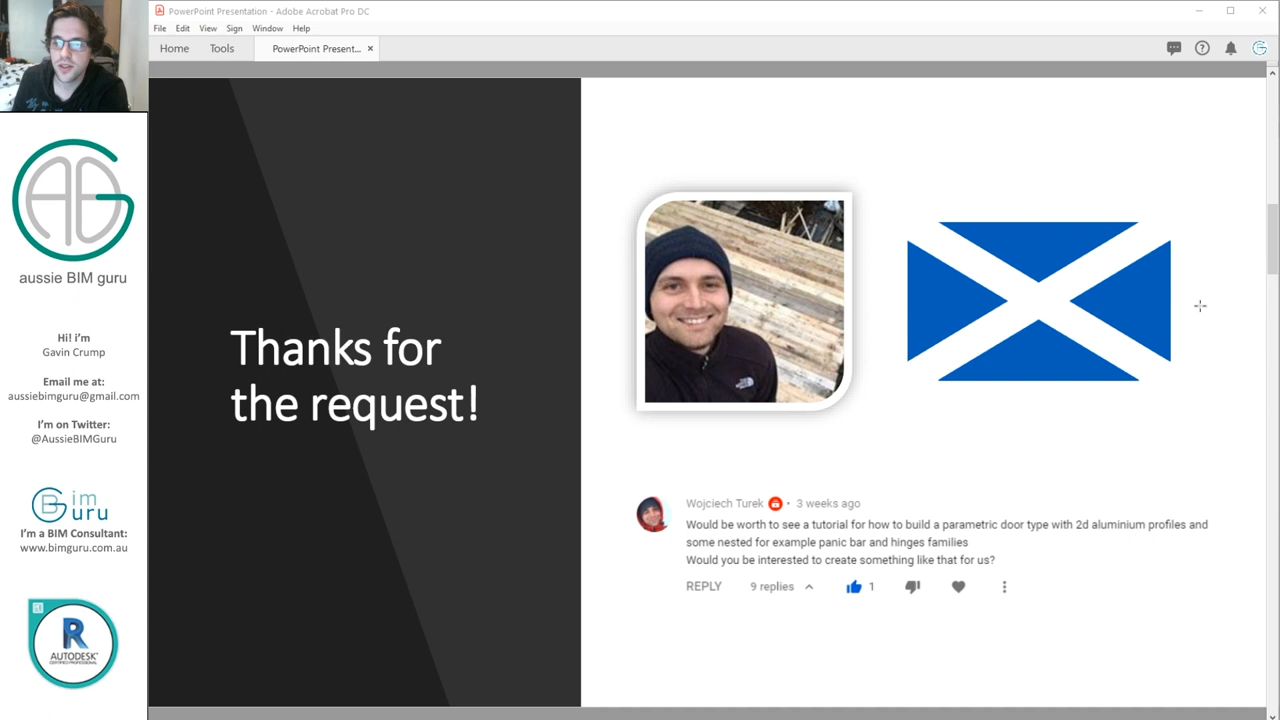 PowerPoint Presentation - Adobe Acrobat Pro DC
File Edit View Sign Window Help
Home Tools PowerPoint Present... ×
aussie BIM guru
Hi! i'm
Gavin Crump
Email me at:
aussiebimguru@gmail.com
I'm on Twitter:
@AussieBIMGuru
Bim
Guru
I'm a BIM Consultant:
www.bimguru.com.au
R
AUTODESK
CERTIFIED PROFESSIONAL
Thanks for
the request!
Wojciech Turek • 3 weeks ago
Would be worth to see a tutorial for how to build a parametric door type with 2d aluminium profiles and
some nested for example panic bar and hinges families
Would you be interested to create something like that for us?
REPLY 9 replies 1